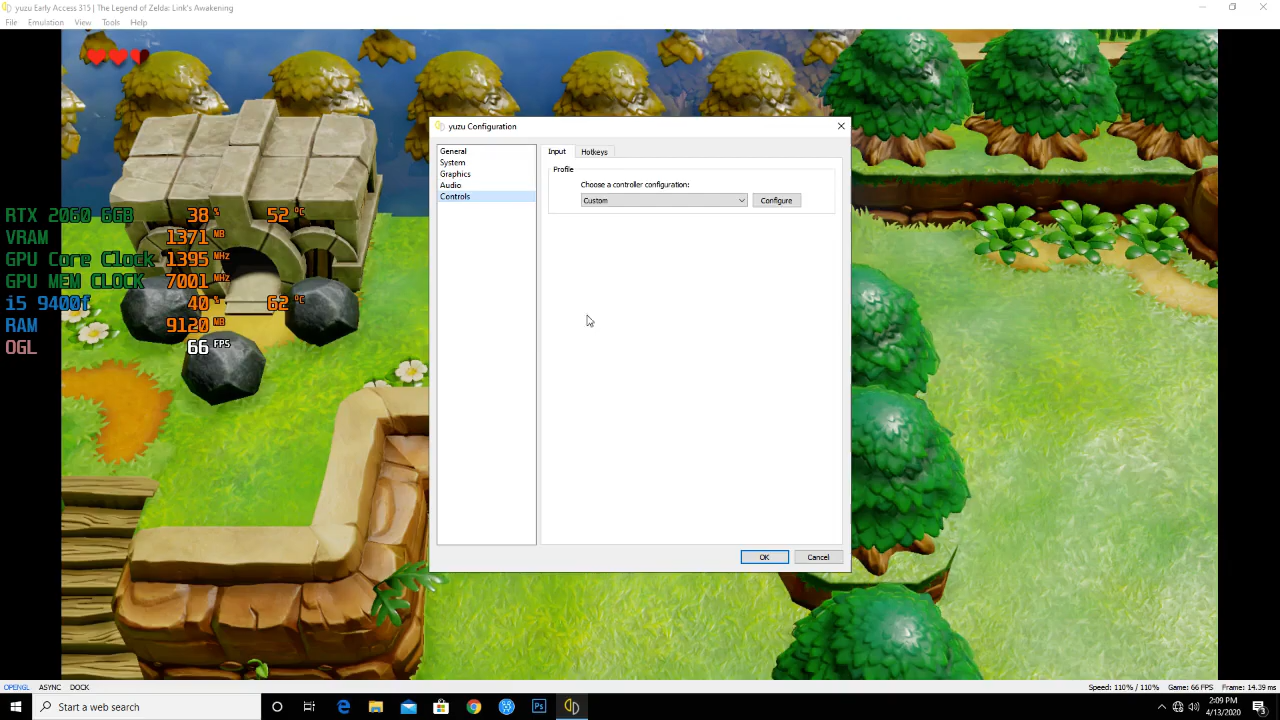 yuzu Early Access 315 | The Legend of Zelda: Link's Awakening
File Emulation View Tools Help
yuzu Configuration
General
System
Graphics
Audio
Controls
Input Hotkeys
Profile
Choose a controller configuration:
Custom Configure
OK Cancel
RTX 2060 6GB 38 % 52 °C
VRAM 1371 MB
GPU Core Clock 1395 MHz
GPU MEM CLOCK 7001 MHz
i5 9400f 40 % 62 °C
RAM 9120 MB
OGL 66 FPS
OPENGL ASYNC DOCK Speed: 110% / 110% Game: 66 FPS Frame: 14.39 ms
Start a web search Ps 2:09 PM
4/13/2020 3